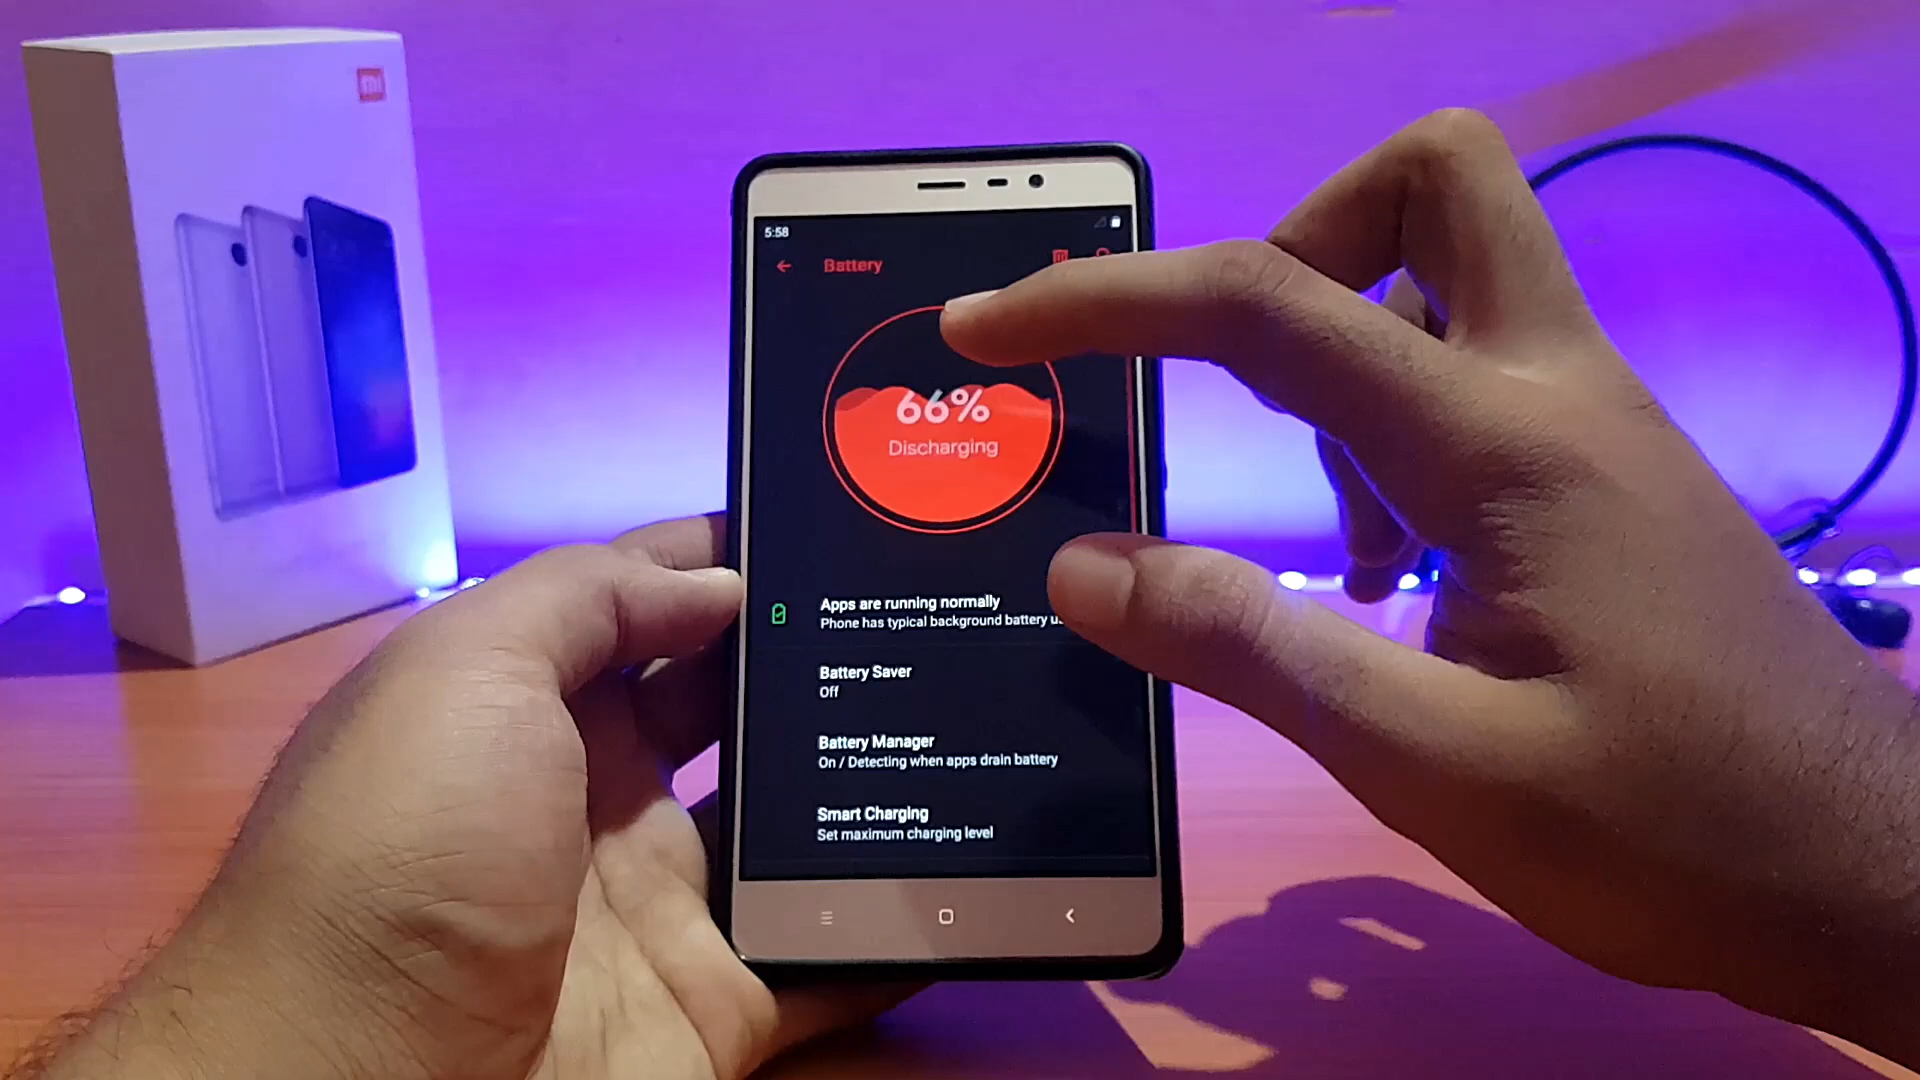 mi
5:58
Battery
66%
Discharging
Apps are running normally
Phone has typical background battery
Battery Saver
Off
Battery Manager
On / Detecting when apps drain battery
Smart Charging
Set maximum charging level